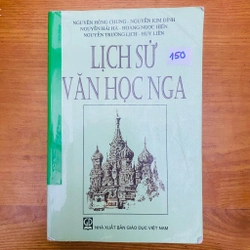 NGUYỄN HỒNG CHUNG - NGUYỄN KIM ĐÍNH
NGUYỄN HẢI HÀ - HOÀNG NGỌC HIẾN
NGUYỄN TRƯỜNG LỊCH - HUY LIÊN
LỊCH SỬ
150
VĂN HỌC NGA
NHÀ XUẤT BẢN GIÁO DỤC VIỆT NAM